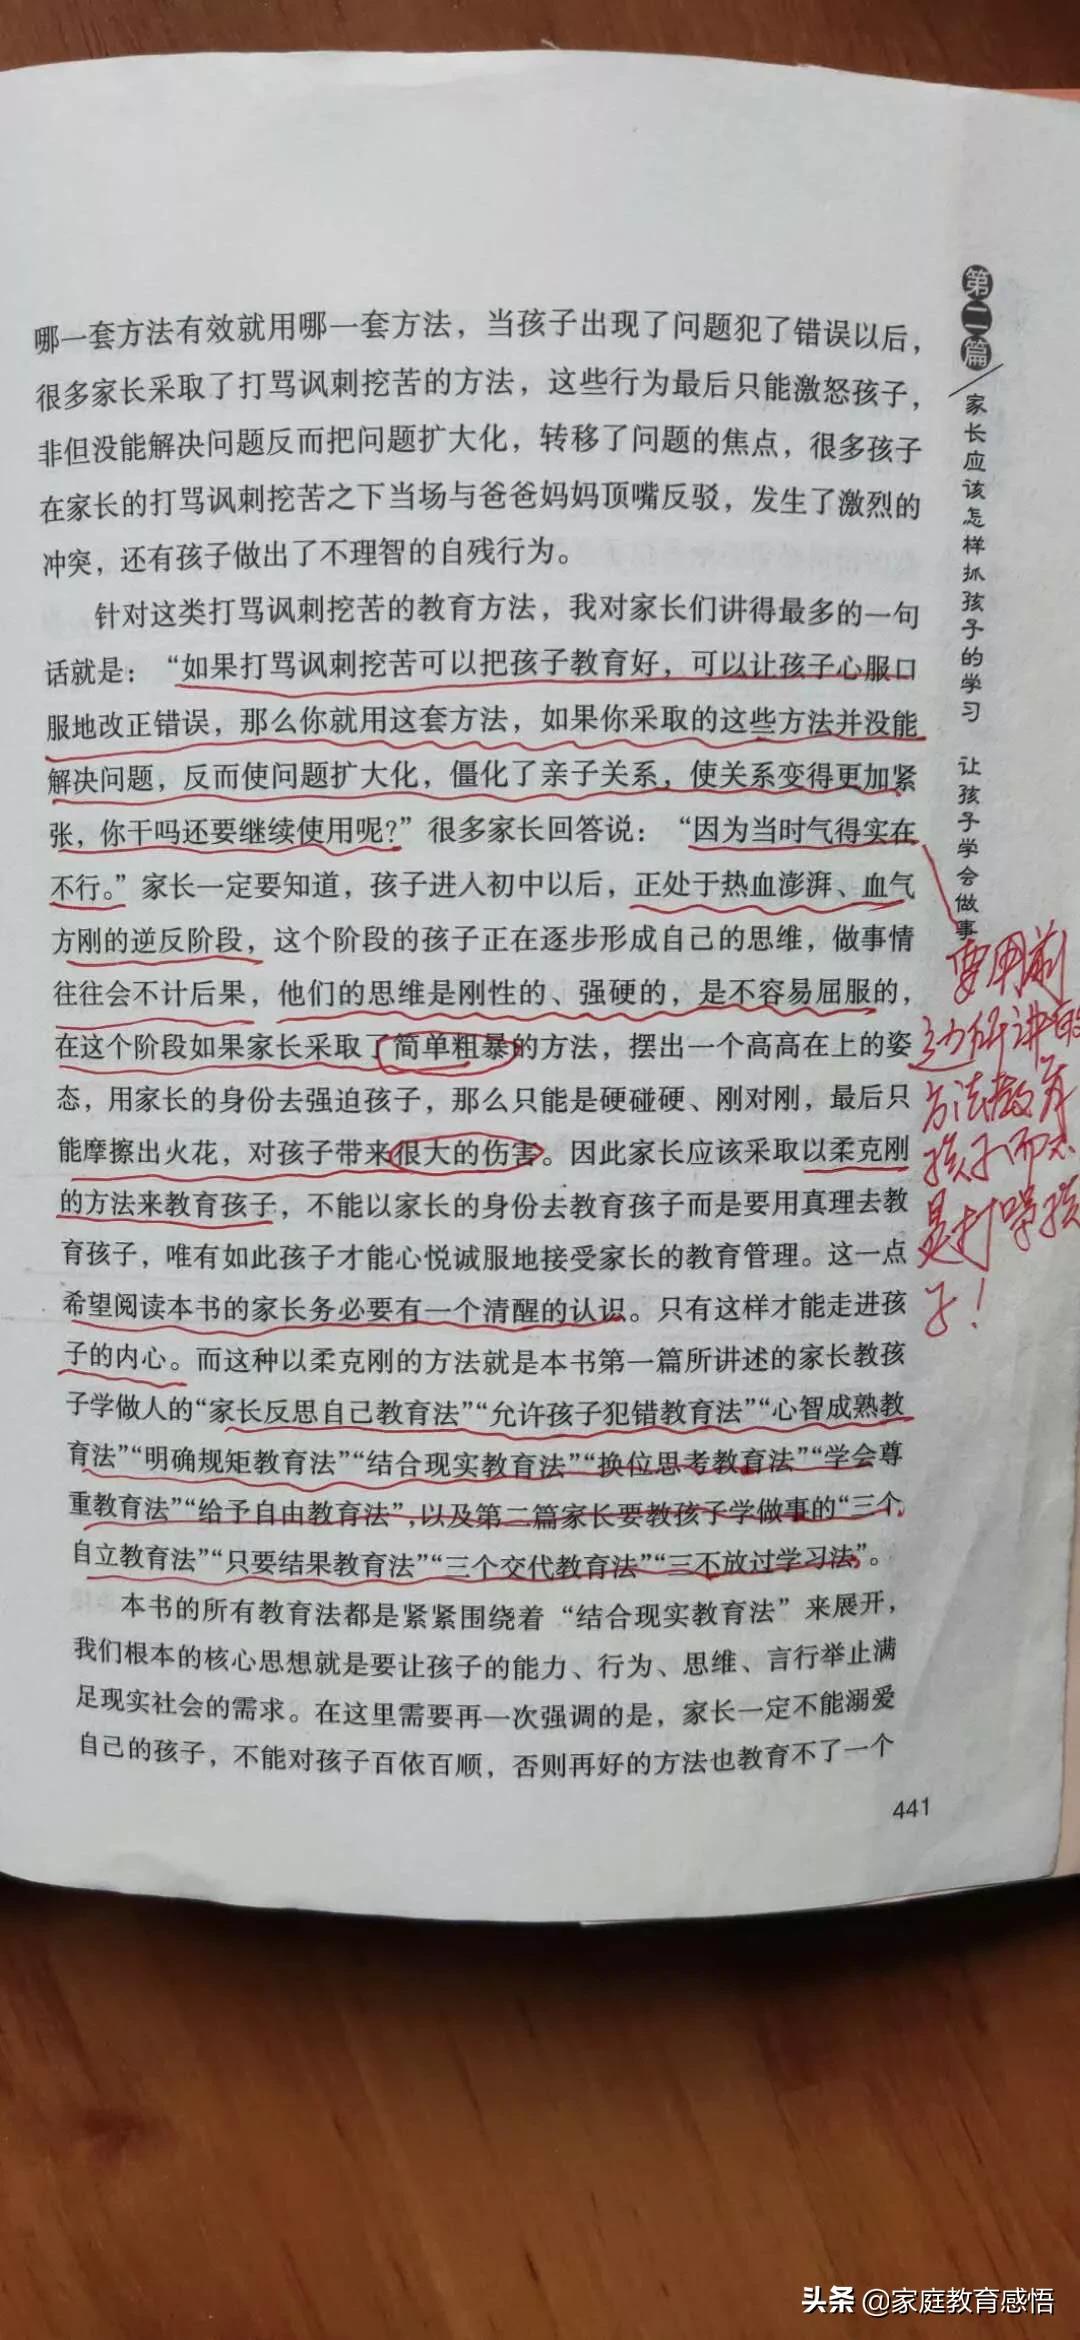 哪一套方法有效就用哪一套方法，当孩子出现了问题犯了错误以后，
很多家长采取了打骂讽刺挖苦的方法，这些行为最后只能激怒孩子，
非但没能解决问题反而把问题扩大化，转移了问题的焦点，很多孩子
在家长的打骂讽刺挖苦之下当场与爸爸妈妈顶嘴反驳，发生了激烈的
冲突，还有孩子做出了不理智的自残行为。
针对这类打骂讽刺挖苦的教育方法，我对家长们讲得最多的一句
话就是：“如果打骂讽刺挖苦可以把孩子教育好，可以让孩子心服口
服地改正错误，那么你就用这套方法，如果你采取的这些方法并没能
解决问题，反而使问题扩大化，僵化了亲子关系，使关系变得更加紧
张，你干吗还要继续使用呢？”很多家长回答说：“因为当时气得实在
不行。”家长一定要知道，孩子进入初中以后，正处于热血澎湃、血气
方刚的逆反阶段，这个阶段的孩子正在逐步形成自己的思维，做事情
往往会不计后果，他们的思维是刚性的、强硬的，是不容易屈服的，
在这个阶段如果家长采取了简单粗暴的方法，摆出一个高高在上的姿
态，用家长的身份去强迫孩子，那么只能是硬碰硬、刚对刚，最后只
能摩擦出火花，对孩子带来很大的伤害。因此家长应该采取以柔克刚
的方法来教育孩子，不能以家长的身份去教育孩子而是要用真理去教
育孩子，唯有如此孩子才能心悦诚服地接受家长的教育管理。这一点
希望阅读本书的家长务必要有一个清醒的认识。只有这样才能走进孩
子的内心。而这种以柔克刚的方法就是本书第一篇所讲述的家长教孩
子学做人的“家长反思自己教育法”“允许孩子犯错教育法”“心智成熟教
育法”“明确规矩教育法”“结合现实教育法”“换位思考教育法”“学会尊
重教育法”“给予自由教育法”，以及第二篇家长要教孩子学做事的“三个
自立教育法”“只要结果教育法”“三个交代教育法”“三不放过学习法”。
本书的所有教育法都是紧紧围绕着“结合现实教育法”来展开，
我们根本的核心思想就是要让孩子的能力、行为、思维、言行举止满
足现实社会的需求。在这里需要再一次强调的是，家长一定不能溺爱
自己的孩子，不能对孩子百依百顺，否则再好的方法也教育不了一个
441
第二篇
家长应该怎样抓孩子的学习 让孩子学会做事
要用前
边所讲的
方法教育
孩子而不
是打骂孩
子！
头条 @家庭教育感悟